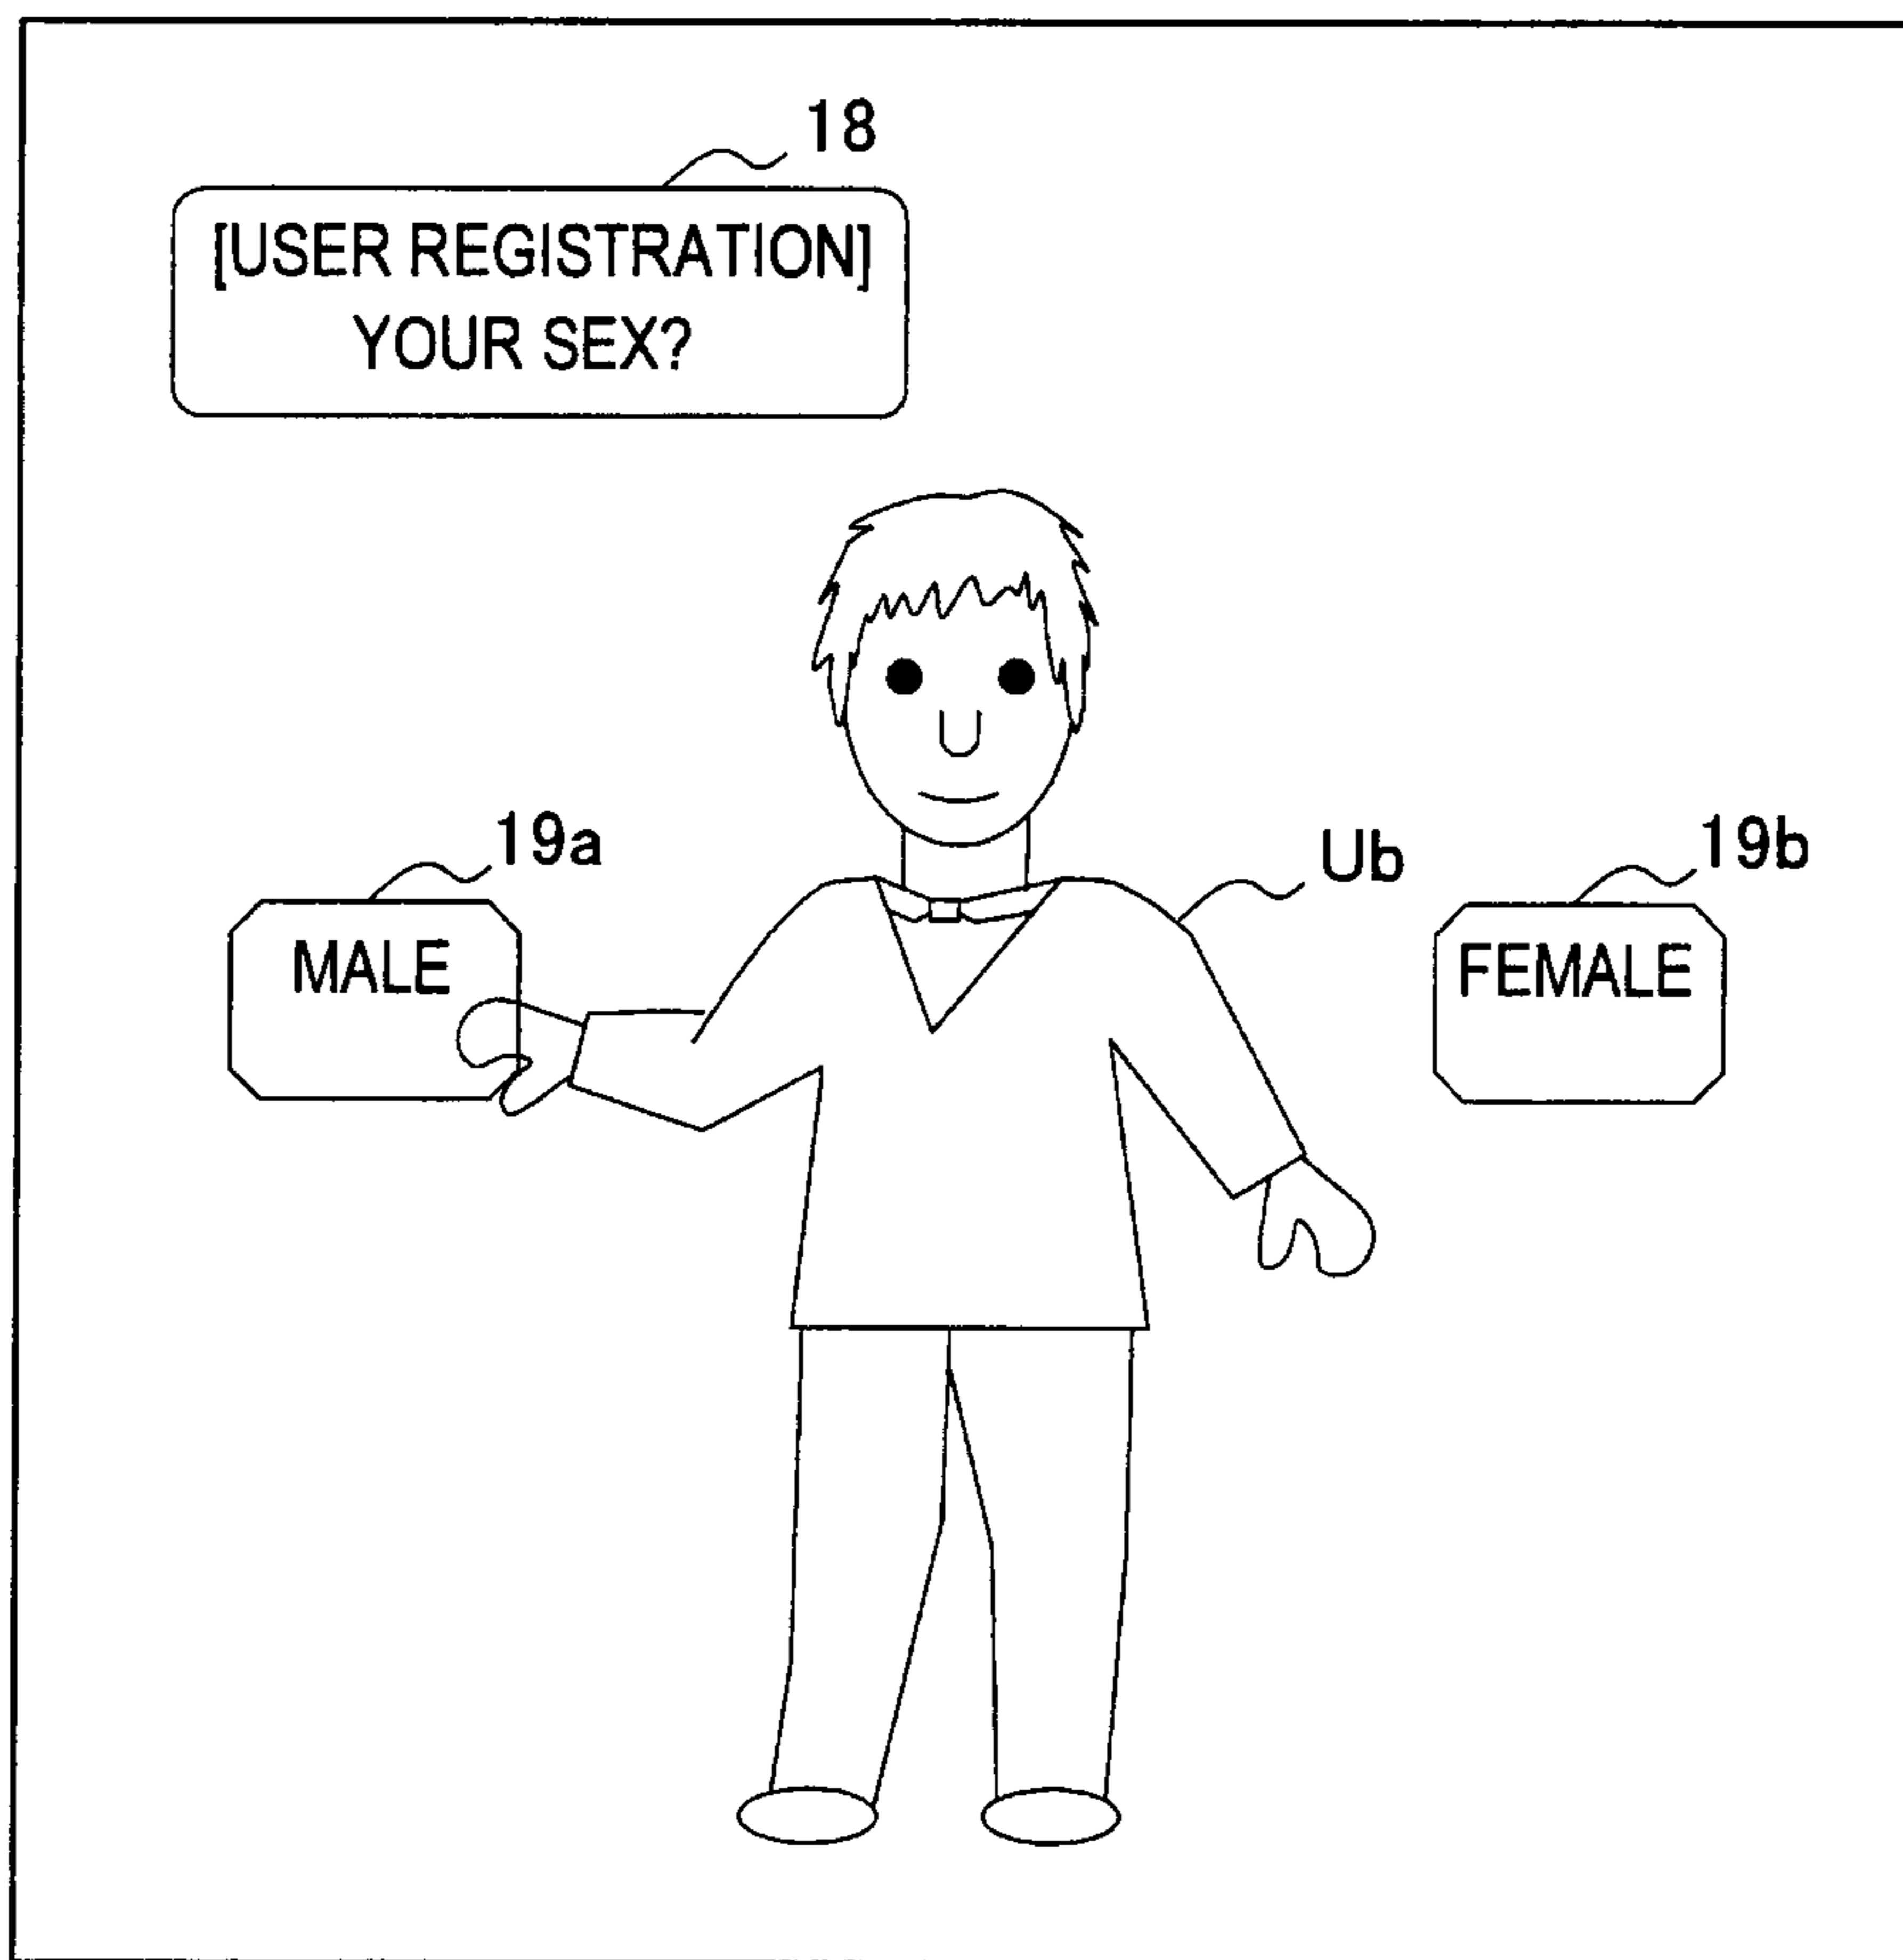 18
[USER REGISTRATION]
YOUR SEX?
19a
Ub
19b
MALE
FEMALE